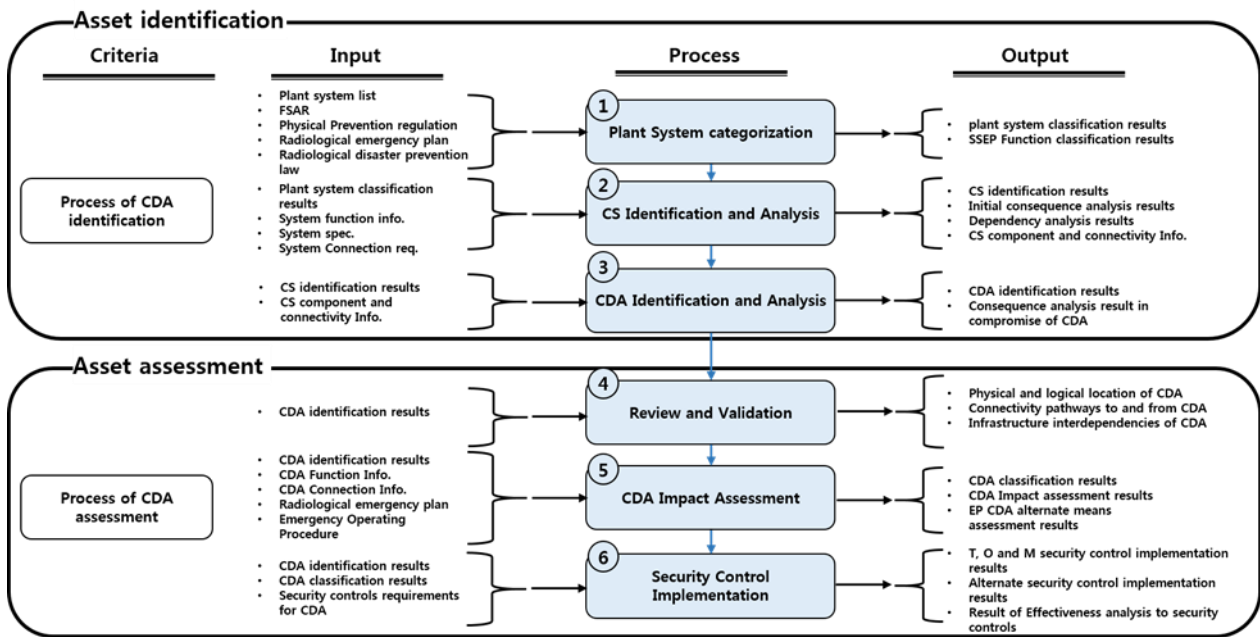 Asset identification
Criteria
Input
Process
Output
Process of CDA
identification
• Plant system list
• FSAR
• Physical Prevention regulation
• Radiological emergency plan
• Radiological disaster prevention
law
1
Plant System categorization
• plant system classification results
• SSEP Function classification results
• Plant system classification
results
• System function info.
• System spec.
• System Connection req.
2
CS Identification and Analysis
• CS identification results
• Initial consequence analysis results
• Dependency analysis results
• CS component and connectivity Info.
• CS identification results
• CS component and
connectivity Info.
3
CDA Identification and Analysis
• CDA identification results
• Consequence analysis result in
compromise of CDA
Asset assessment
Process of CDA
assessment
• CDA identification results
4
Review and Validation
• Physical and logical location of CDA
• Connectivity pathways to and from CDA
• Infrastructure interdependencies of CDA
• CDA identification results
• CDA Function Info.
• CDA Connection Info.
• Radiological emergency plan
• Emergency Operating
Procedure
5
CDA Impact Assessment
• CDA classification results
• CDA Impact assessment results
• EP CDA alternate means
assessment results
• CDA identification results
• CDA classification results
• Security controls requirements
for CDA
6
Security Control
Implementation
• T, O and M security control implementation
results
• Alternate security control implementation
results
• Result of Effectiveness analysis to security
controls